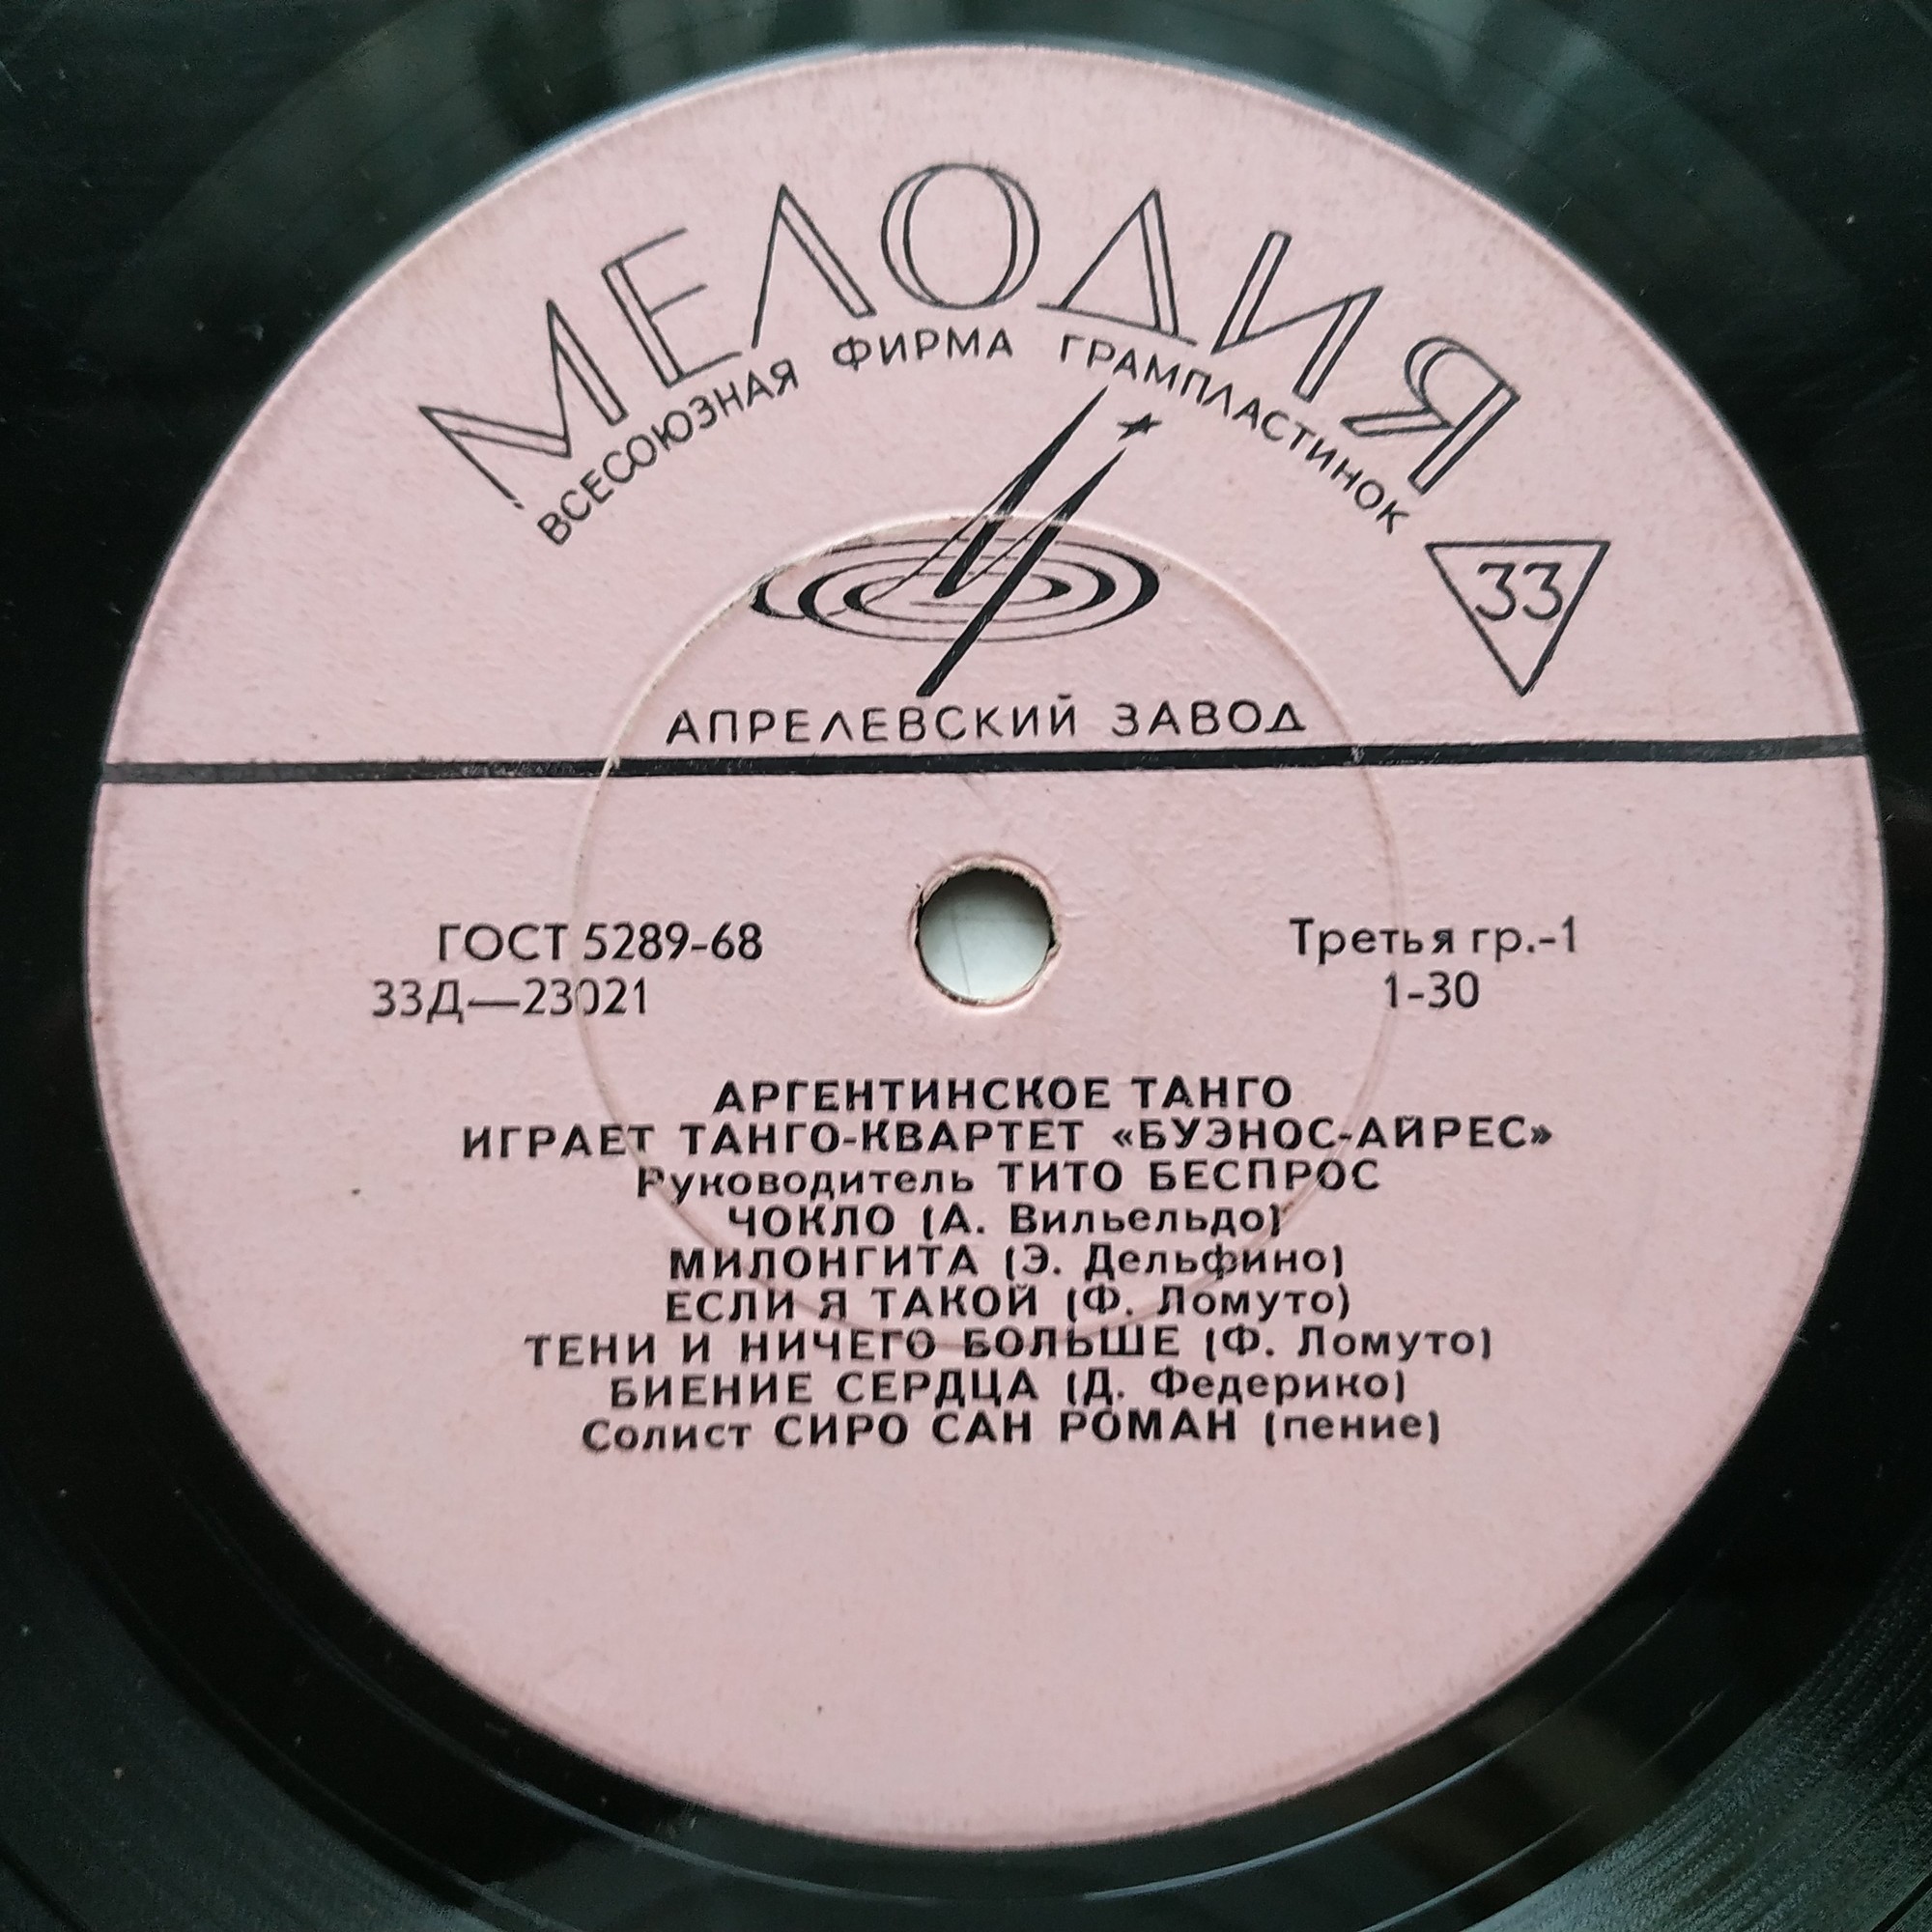 МЕЛОДИЯ
ВСЕСОЮЗНАЯ ФИРМА ГРАМПЛАСТИНОК
33
АПРЕЛЕВСКИЙ ЗАВОД
ГОСТ 5289-68
33Д—23021
Третья гр.-1
1-30
АРГЕНТИНСКОЕ ТАНГО
ИГРАЕТ ТАНГО-КВАРТЕТ «БУЭНОС-АЙРЕС»
Руководитель ТИТО БЕСПРОС
ЧОКЛО (А. Вильельдо)
МИЛОНГИТА (Э. Дельфино)
ЕСЛИ Я ТАКОЙ (Ф. Ломуто)
ТЕНИ И НИЧЕГО БОЛЬШЕ (Ф. Ломуто)
БИЕНИЕ СЕРДЦА (Д. Федерико)
Солист СИРО САН РОМАН (пение)